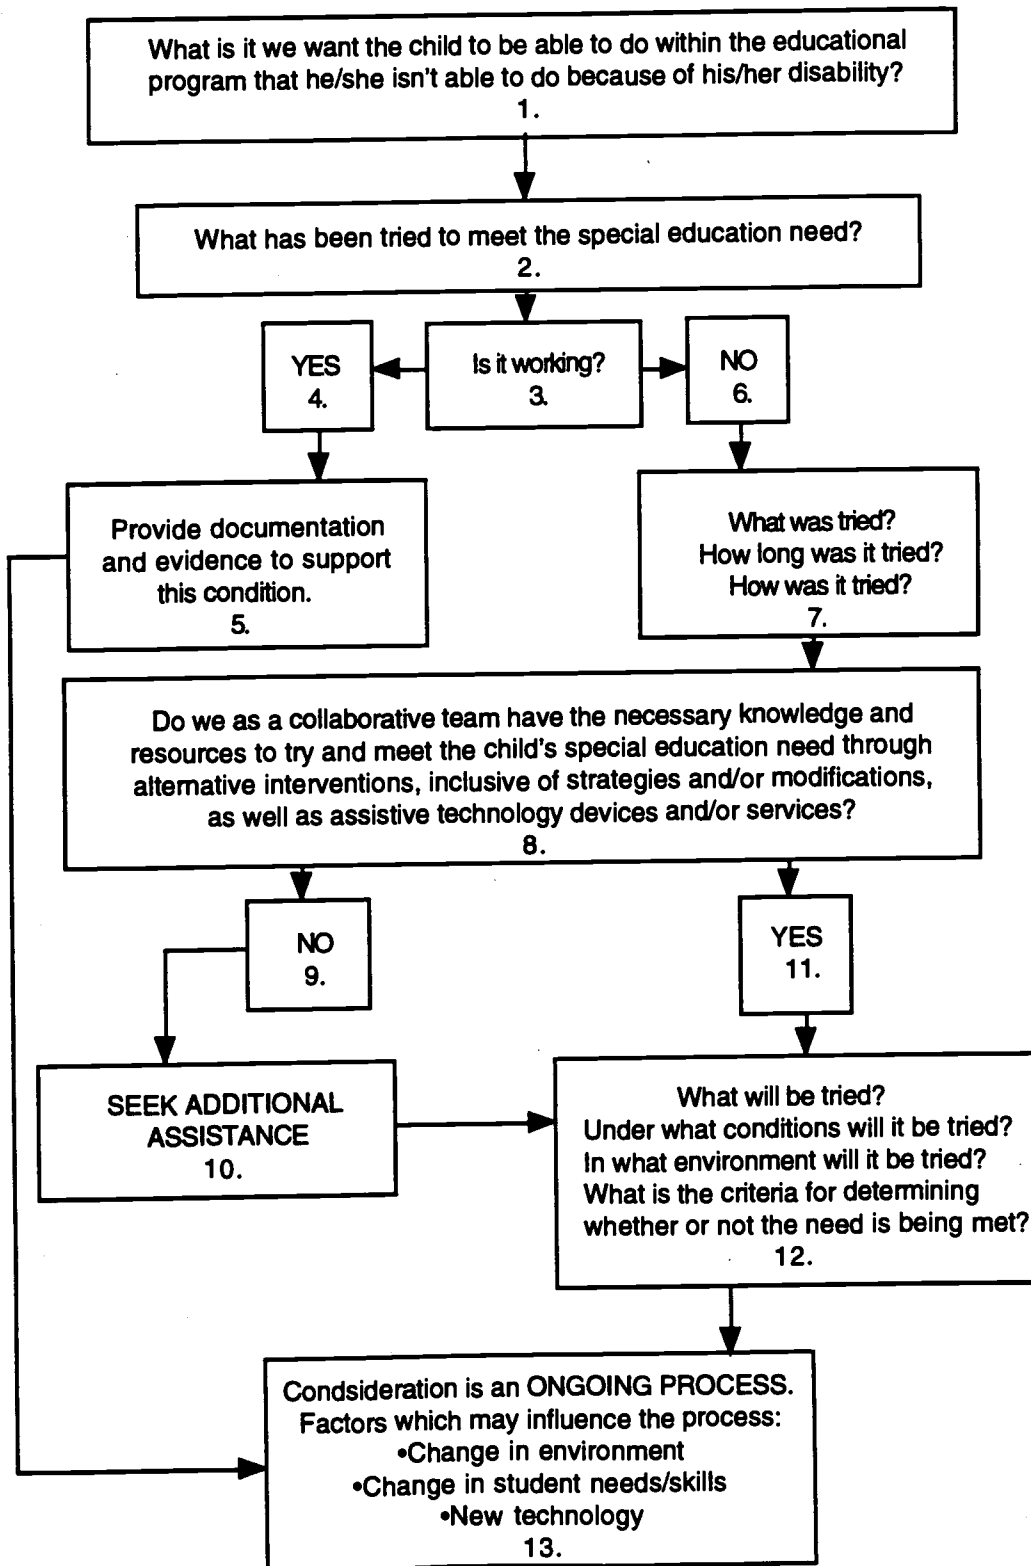 What is it we want the child to be able to do within the educational
program that he/she isn't able to do because of his/her disability?
1.
What has been tried to meet the special education need?
2.
Is it working?
3.
YES
4.
Provide documentation
and evidence to support
this condition.
5.
NO
6.
What was tried?
How long was it tried?
How was it tried?
7.
Do we as a collaborative team have the necessary knowledge and
resources to try and meet the child's special education need through
alternative interventions, inclusive of strategies and/or modifications,
as well as assistive technology devices and/or services?
8.
NO
9.
SEEK ADDITIONAL
ASSISTANCE
10.
YES
11.
What will be tried?
Under what conditions will it be tried?
In what environment will it be tried?
What is the criteria for determining
whether or not the need is being met?
12.
Condsideration is an ONGOING PROCESS.
Factors which may influence the process:
•Change in environment
•Change in student needs/skills
•New technology
13.